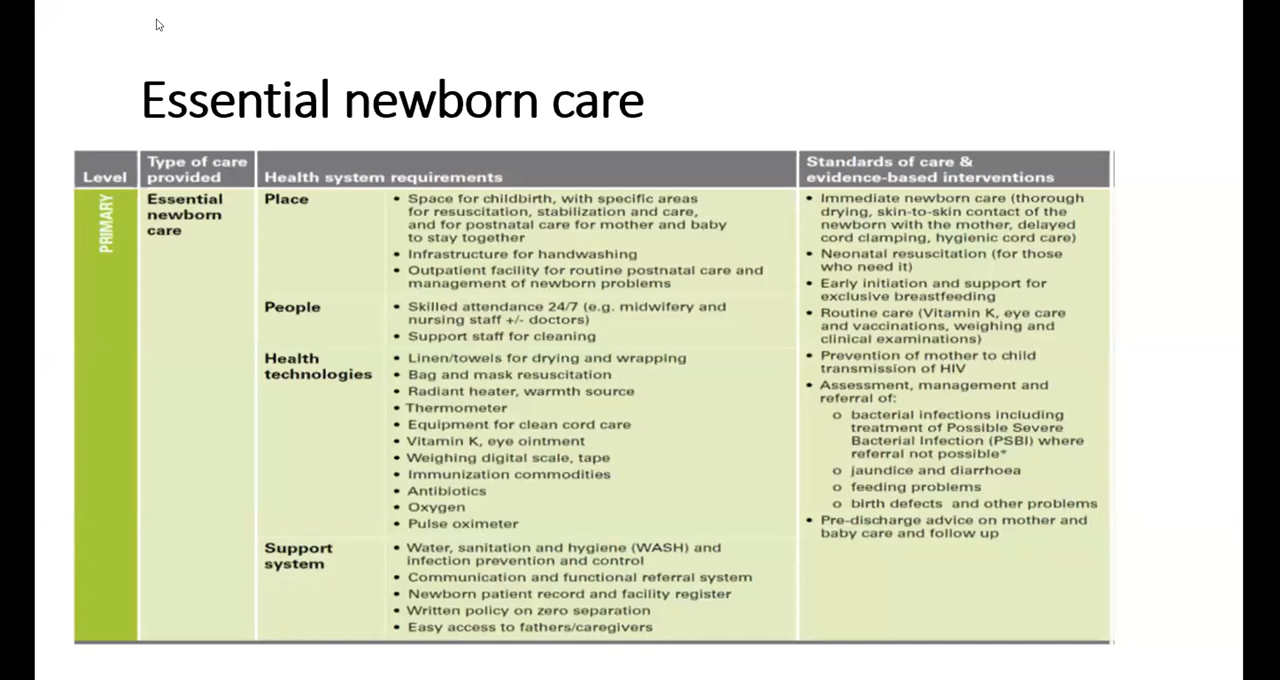 Essential newborn care
Level
Type of care
provided
Health system requirements
Standards of care &
evidence-based interventions
PRIMARY
Essential
newborn
care
Place
• Space for childbirth, with specific areas
for resuscitation, stabilization and care,
and for postnatal care for mother and baby
to stay together
• Infrastructure for handwashing
• Outpatient facility for routine postnatal care and
management of newborn problems
People
• Skilled attendance 24/7 (e.g. midwifery and
nursing staff +/- doctors)
• Support staff for cleaning
Health
technologies
• Linen/towels for drying and wrapping
• Bag and mask resuscitation
• Radiant heater, warmth source
• Thermometer
• Equipment for clean cord care
• Vitamin K, eye ointment
• Weighing digital scale, tape
• Immunization commodities
• Antibiotics
• Oxygen
• Pulse oximeter
Support
system
• Water, sanitation and hygiene (WASH) and
infection prevention and control
• Communication and functional referral system
• Newborn patient record and facility register
• Written policy on zero separation
• Easy access to fathers/caregivers
• Immediate newborn care (thorough
drying, skin-to-skin contact of the
newborn with the mother, delayed
cord clamping, hygienic cord care)
• Neonatal resuscitation (for those
who need it)
• Early initiation and support for
exclusive breastfeeding
• Routine care (Vitamin K, eye care
and vaccinations, weighing and
clinical examinations)
• Prevention of mother to child
transmission of HIV
• Assessment, management and
referral of:
o bacterial infections including
treatment of Possible Severe
Bacterial Infection (PSBI) where
referral not possible*
o jaundice and diarrhoea
o feeding problems
o birth defects and other problems
• Pre-discharge advice on mother and
baby care and follow up